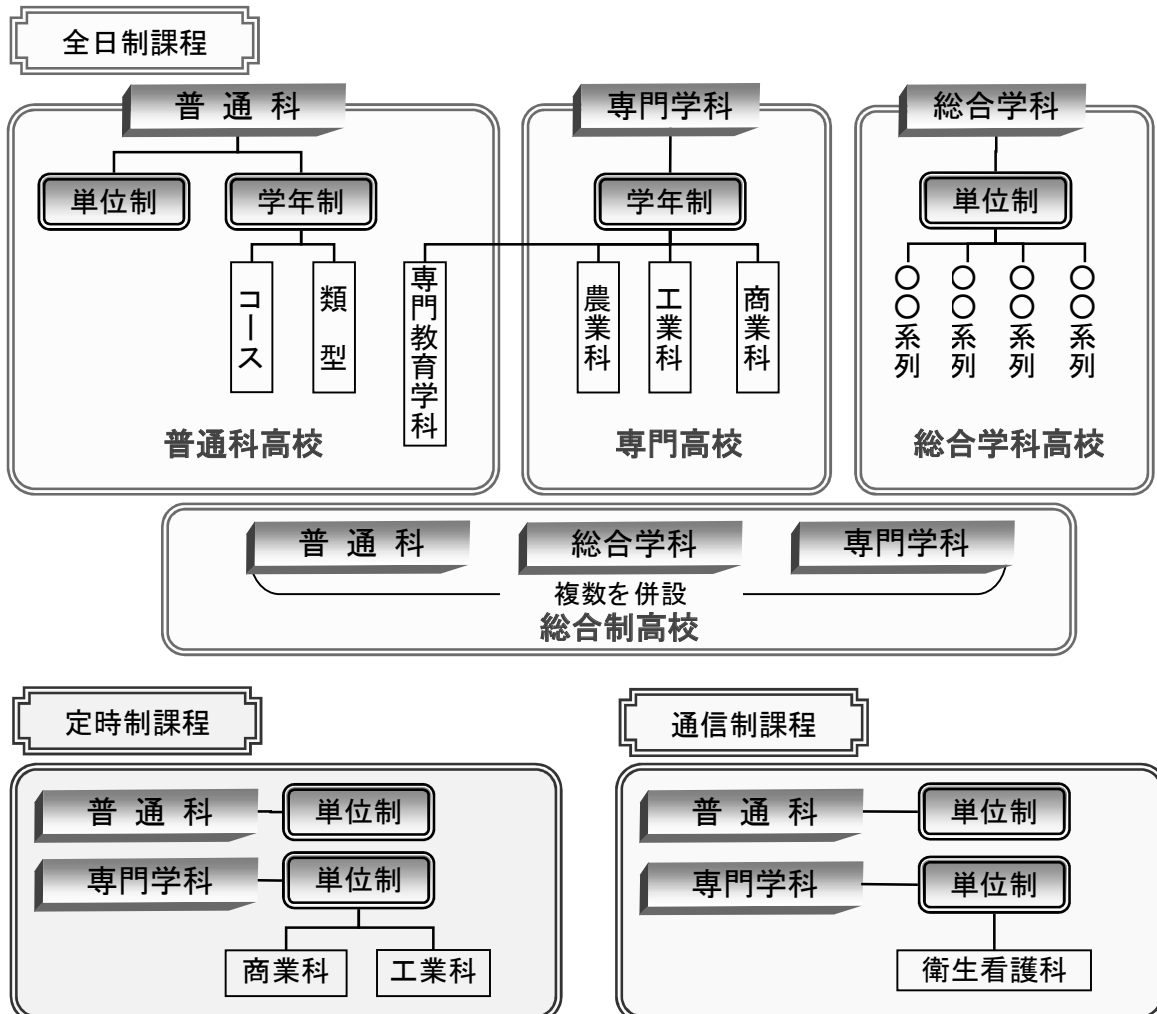 全日制課程
普通科
専門学科
総合学科
単位制
学年制
学年制
単位制
コース
類型
専門教育学科
農業科
工業科
商業科
○○系列
○○系列
○○系列
○○系列
普通科高校
専門高校
総合学科高校
普通科
総合学科
専門学科
複数を併設
総合制高校
定時制課程
普通科
単位制
専門学科
単位制
商業科
工業科
通信制課程
普通科
単位制
専門学科
単位制
衛生看護科